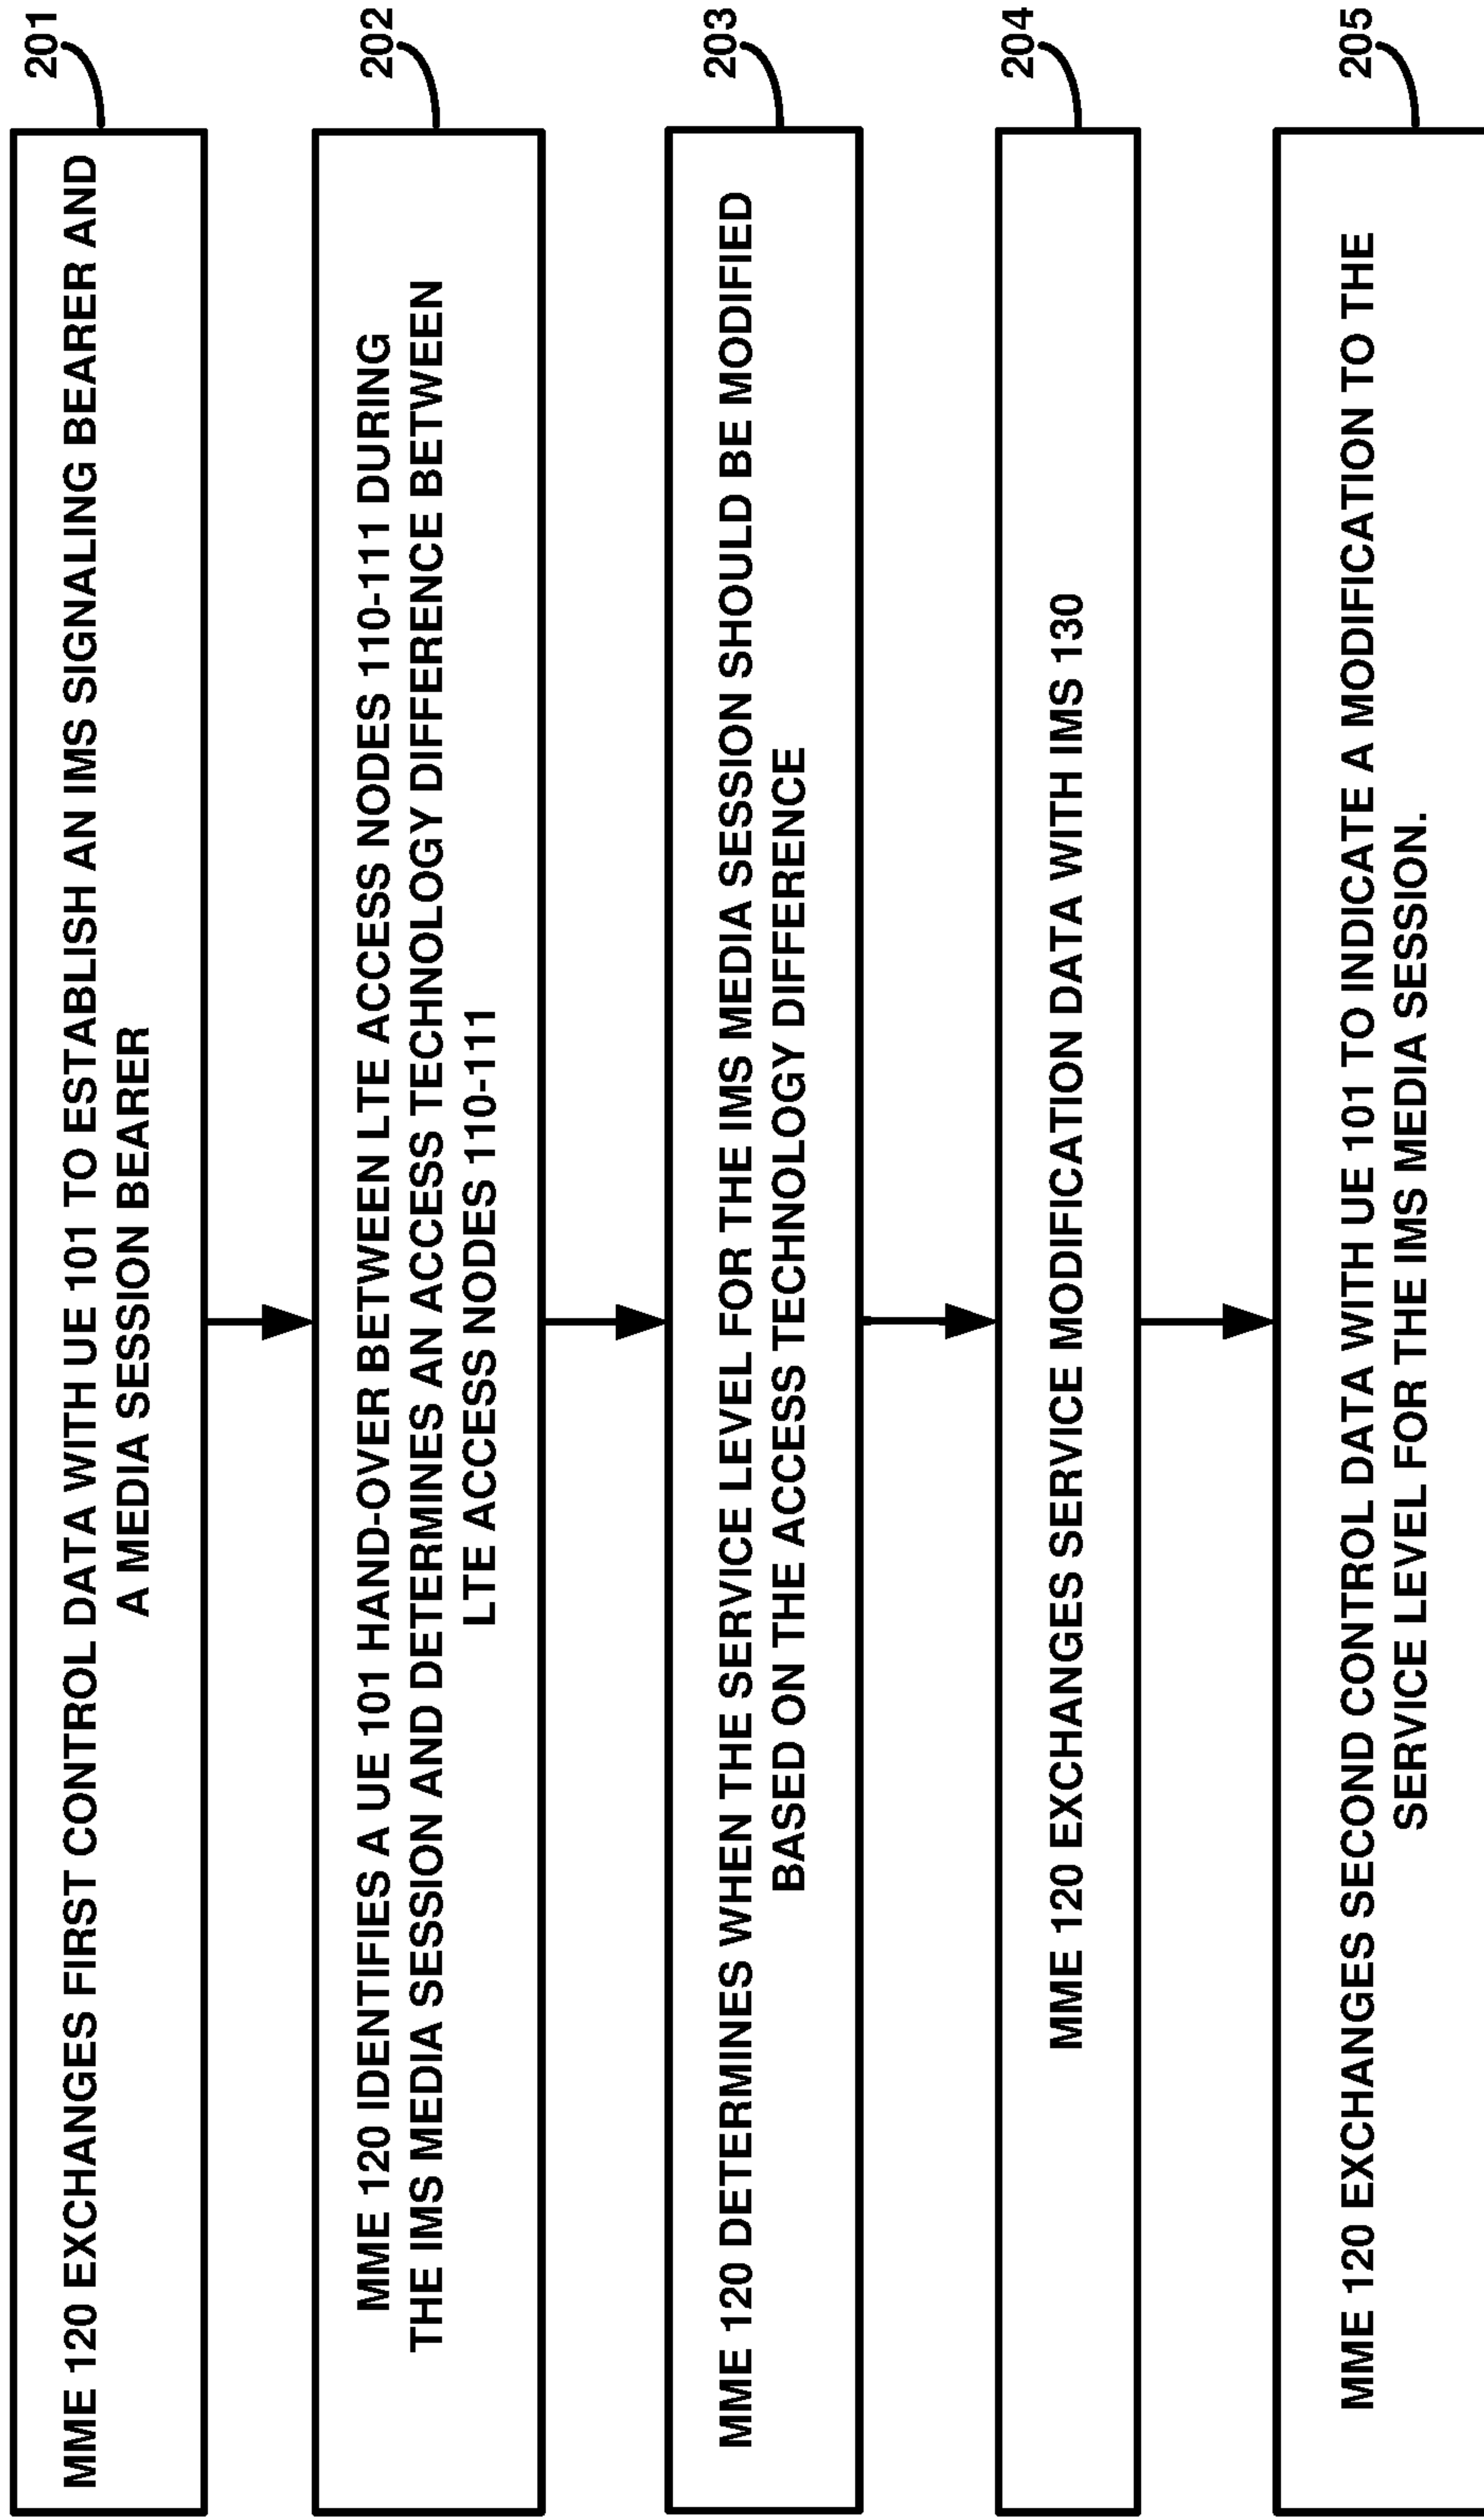 MME 120 EXCHANGES FIRST CONTROL DATA WITH UE 101 TO ESTABLISH AN IMS SIGNALING BEARER AND
A MEDIA SESSION BEARER
201
MME 120 IDENTIFIES A UE 101 HAND-OVER BETWEEN LTE ACCESS NODES 110-111 DURING
THE IMS MEDIA SESSION AND DETERMINES AN ACCESS TECHNOLOGY DIFFERENCE BETWEEN
LTE ACCESS NODES 110-111
202
MME 120 DETERMINES WHEN THE SERVICE LEVEL FOR THE IMS MEDIA SESSION SHOULD BE MODIFIED
BASED ON THE ACCESS TECHNOLOGY DIFFERENCE
203
MME 120 EXCHANGES SERVICE MODIFICATION DATA WITH IMS 130
204
MME 120 EXCHANGES SECOND CONTROL DATA WITH UE 101 TO INDICATE A MODIFICATION TO THE
SERVICE LEVEL FOR THE IMS MEDIA SESSION.
205